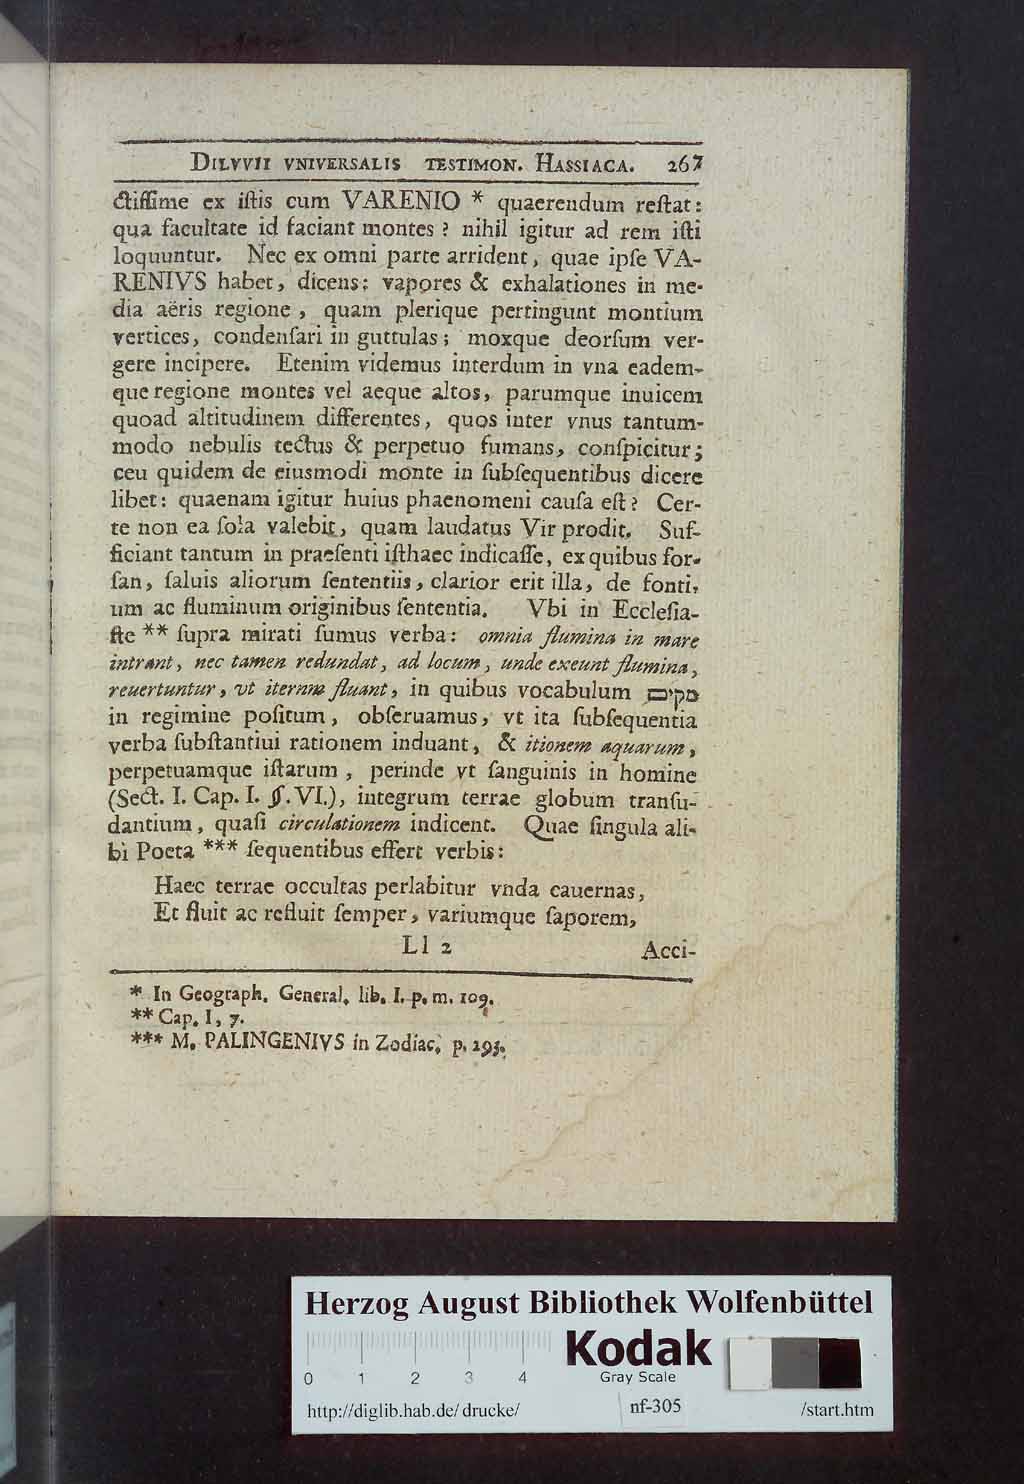 DILVVII VNIVERSALIS TESTIMON. HASSIACA. 267
ctiſſime ex iſtis cum VARENIO * quaerendum reſtat:
qua facultate id faciant montes? nihil igitur ad rem iſti
loquuntur. Nec ex omni parte arrident, quae ipſe VA-
RENIVS habet, dicens: vapores & exhalationes in me-
dia aëris regione, quam plerique pertingunt montium
vertices, condenſari in guttulas; moxque deorſum ver-
gere incipere. Etenim videmus interdum in vna eadem-
que regione montes vel aeque altos, parumque inuicem
quoad altitudinem differentes, quos inter vnus tantum-
modo nebulis tectus & perpetuo fumans, conſpicitur;
ceu quidem de eiusmodi monte in ſubſequentibus dicere
libet: quaenam igitur huius phaenomeni cauſa eſt? Cer-
te non ea ſola valebit, quam laudatus Vir prodit. Suf-
ficiant tantum in praeſenti iſthaec indicaſſe, ex quibus for-
ſan, ſaluis aliorum ſententiis, clarior erit illa, de fonti-
um ac fluminum originibus ſententia. Vbi in Eccleſia-
ſte ** ſupra mirati ſumus verba: omnia flumina in mare
intrant, nec tamen redundat, ad locum, unde exeunt flumina,
reuertuntur, vt iterum fluant, in quibus vocabulum מקים
in regimine poſitum, obſeruamus, vt ita ſubſequentia
verba ſubſtantiui rationem induant, & itionem aquarum,
perpetuamque iſtarum, perinde vt ſanguinis in homine
(Sect. I. Cap. I. §. VI.), integrum terrae globum tranſu-
dantium, quaſi circulationem indicent. Quae ſingula ali-
bi Poeta *** ſequentibus effert verbis:
Haec terrae occultas perlabitur vnda cauernas,
Et fluit ac refluit ſemper, variumque ſaporem,
Ll 2 Acci-
* In Geograph. General. lib. I. p. m. 109.
** Cap. I, 7.
*** M. PALINGENIVS in Zodiac. p. 293.
Herzog August Bibliothek Wolfenbüttel
Kodak
0 1 2 3 4 Gray Scale
http://diglib.hab.de/drucke/ nf-305 /start.htm